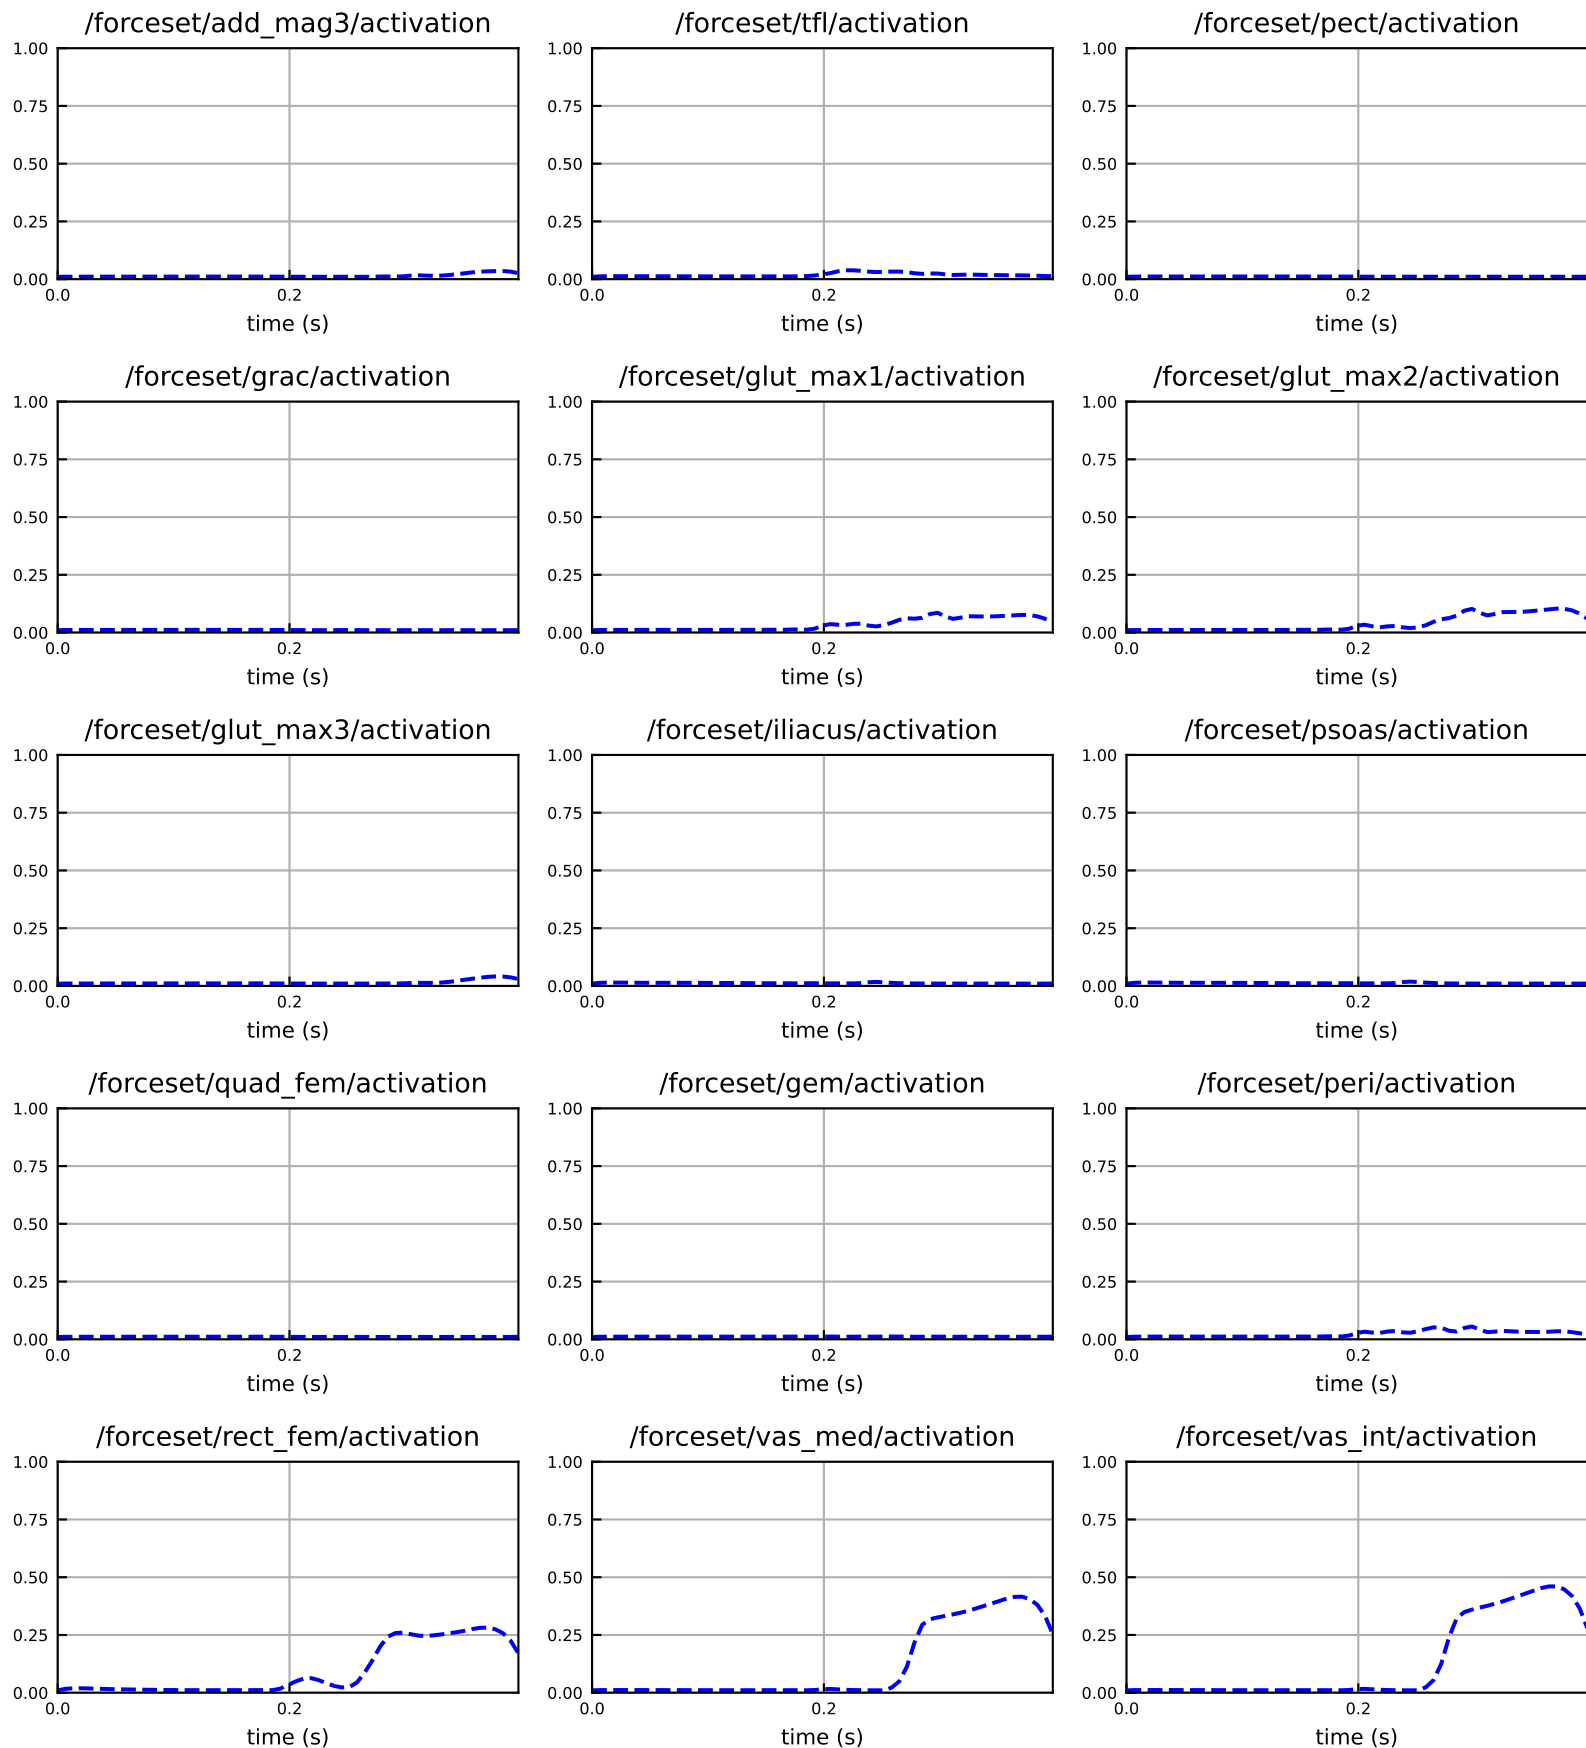 /forceset/add_mag3/activation /forceset/tfl/activation /forceset/pect/activation
1.00 1.00 1.00
0.75 0.75 0.75
0.50 0.50 0.50
0.25 0.25 0.25
0.00 0.00 0.00
0.0 0.2 0.0 0.2 0.0 0.2
time (s) time (s) time (s)
/forceset/grac/activation /forceset/glut_max1/activation /forceset/glut_max2/activation
1.00 1.00 1.00
0.75 0.75 0.75
0.50 0.50 0.50
0.25 0.25 0.25
0.00 0.00 0.00
0.0 0.2 0.0 0.2 0.0 0.2
time (s) time (s) time (s)
/forceset/glut_max3/activation /forceset/iliacus/activation /forceset/psoas/activation
1.00 1.00 1.00
0.75 0.75 0.75
0.50 0.50 0.50
0.25 0.25 0.25
0.00 0.00 0.00
0.0 0.2 0.0 0.2 0.0 0.2
time (s) time (s) time (s)
/forceset/quad_fem/activation /forceset/gem/activation /forceset/peri/activation
1.00 1.00 1.00
0.75 0.75 0.75
0.50 0.50 0.50
0.25 0.25 0.25
0.00 0.00 0.00
0.0 0.2 0.0 0.2 0.0 0.2
time (s) time (s) time (s)
/forceset/rect_fem/activation /forceset/vas_med/activation /forceset/vas_int/activation
1.00 1.00 1.00
0.75 0.75 0.75
0.50 0.50 0.50
0.25 0.25 0.25
0.00 0.00 0.00
0.0 0.2 0.0 0.2 0.0 0.2
time (s) time (s) time (s)